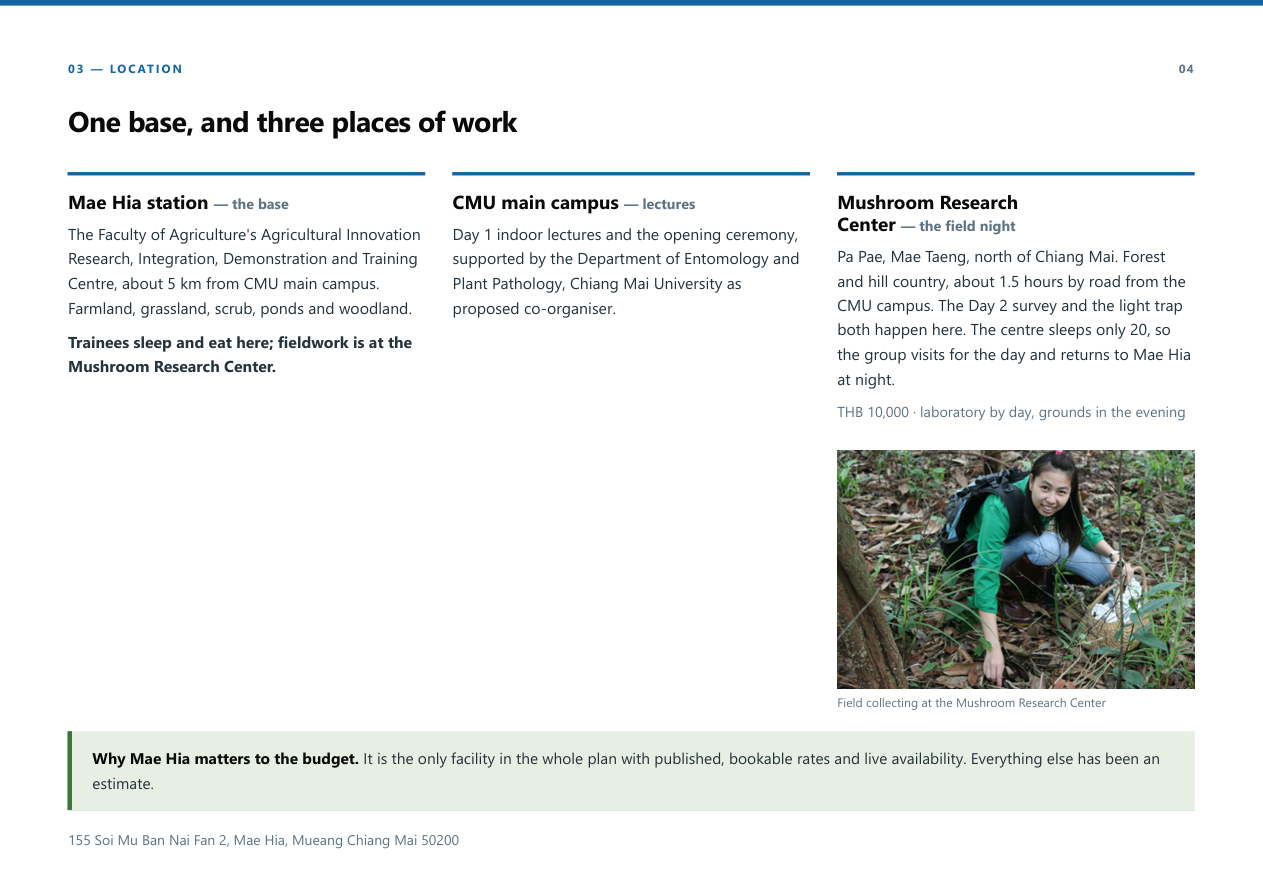 03 — LOCATION
04
One base, and three places of work
Mae Hia station — the base
The Faculty of Agriculture's Agricultural Innovation
Research, Integration, Demonstration and Training
Centre, about 5 km from CMU main campus.
Farmland, grassland, scrub, ponds and woodland.
Trainees sleep and eat here; fieldwork is at the
Mushroom Research Center.
CMU main campus — lectures
Day 1 indoor lectures and the opening ceremony,
supported by the Department of Entomology and
Plant Pathology, Chiang Mai University as
proposed co-organiser.
Mushroom Research
Center — the field night
Pa Pae, Mae Taeng, north of Chiang Mai. Forest
and hill country, about 1.5 hours by road from the
CMU campus. The Day 2 survey and the light trap
both happen here. The centre sleeps only 20, so
the group visits for the day and returns to Mae Hia
at night.
THB 10,000 · laboratory by day, grounds in the evening
Field collecting at the Mushroom Research Center
Why Mae Hia matters to the budget. It is the only facility in the whole plan with published, bookable rates and live availability. Everything else has been an
estimate.
155 Soi Mu Ban Nai Fan 2, Mae Hia, Mueang Chiang Mai 50200